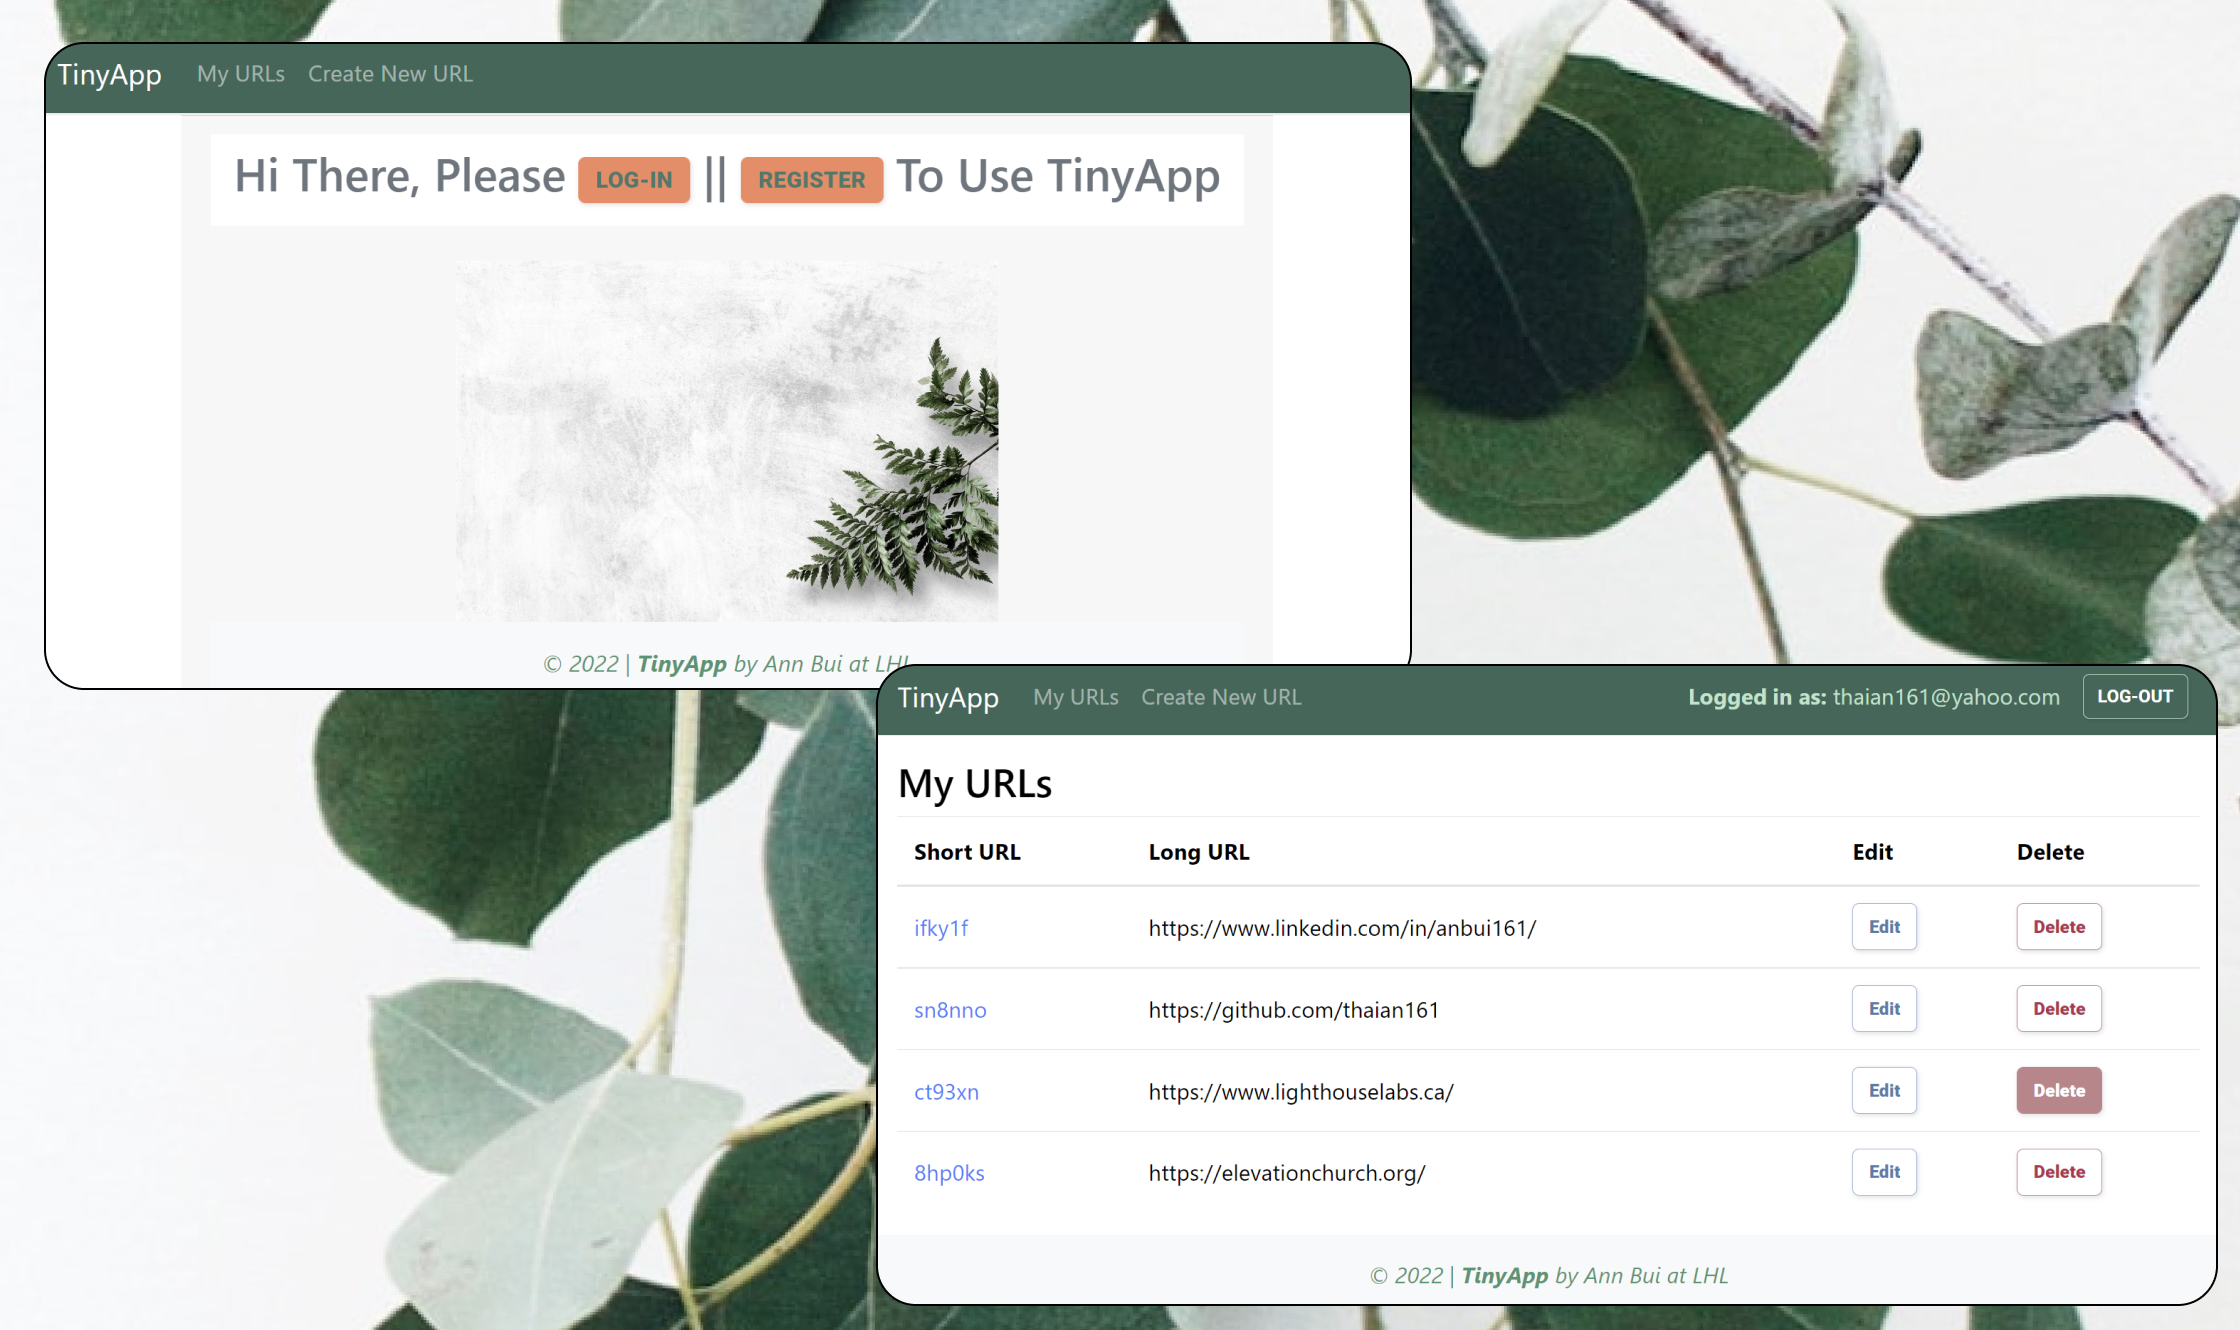 TinyApp My URLs Create New URL
Hi There, Please LOG-IN || REGISTER To Use TinyApp
© 2022 | TinyApp by Ann Bui at LHL
TinyApp My URLs Create New URL Logged in as: thaian161@yahoo.com LOG-OUT
My URLs
Short URL Long URL Edit Delete
ifky1f https://www.linkedin.com/in/anbui161/ Edit Delete
sn8nno https://github.com/thaian161 Edit Delete
ct93xn https://www.lighthouselabs.ca/ Edit Delete
8hp0ks https://elevationchurch.org/ Edit Delete
© 2022 | TinyApp by Ann Bui at LHL